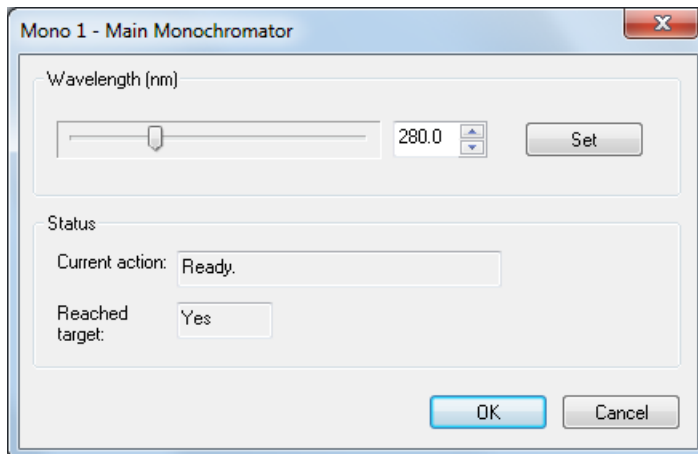 Mono 1 - Main Monochromator
Wavelength (nm)
280.0
Set
Status
Current action: Ready.
Reached
target:
Yes
OK
Cancel